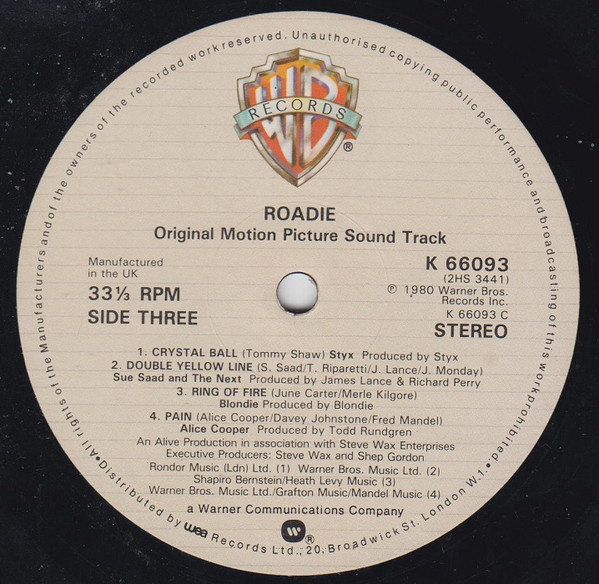 All rights of the Manufacturers and of the owners of the recorded work reserved. Unauthorised copying public performance and broadcasting of this work prohibited.
WB
RECORDS
®
ROADIE
Original Motion Picture Sound Track
Manufactured
in the UK
33⅓ RPM
SIDE THREE
K 66093
(2HS 3441)
℗ 1980 Warner Bros.
Records Inc.
K 66093 C
STEREO
1. CRYSTAL BALL (Tommy Shaw) Styx Produced by Styx
2. DOUBLE YELLOW LINE (S. Saad/T. Riparetti/J. Lance/J. Monday)
Sue Saad and The Next Produced by James Lance & Richard Perry
3. RING OF FIRE (June Carter/Merle Kilgore)
Blondie Produced by Blondie
4. PAIN (Alice Cooper/Davey Johnstone/Fred Mandel)
Alice Cooper Produced by Todd Rundgren
An Alive Production in association with Steve Wax Enterprises
Executive Producers: Steve Wax and Shep Gordon
Rondor Music (Ldn) Ltd. (1) Warner Bros. Music Ltd. (2)
Shapiro Bernstein/Heath Levy Music (3)
Warner Bros. Music Ltd./Grafton Music/Mandel Music (4)
a Warner Communications Company
®
•Distributed by wea Records Ltd., 20, Broadwick St. London W.1.•